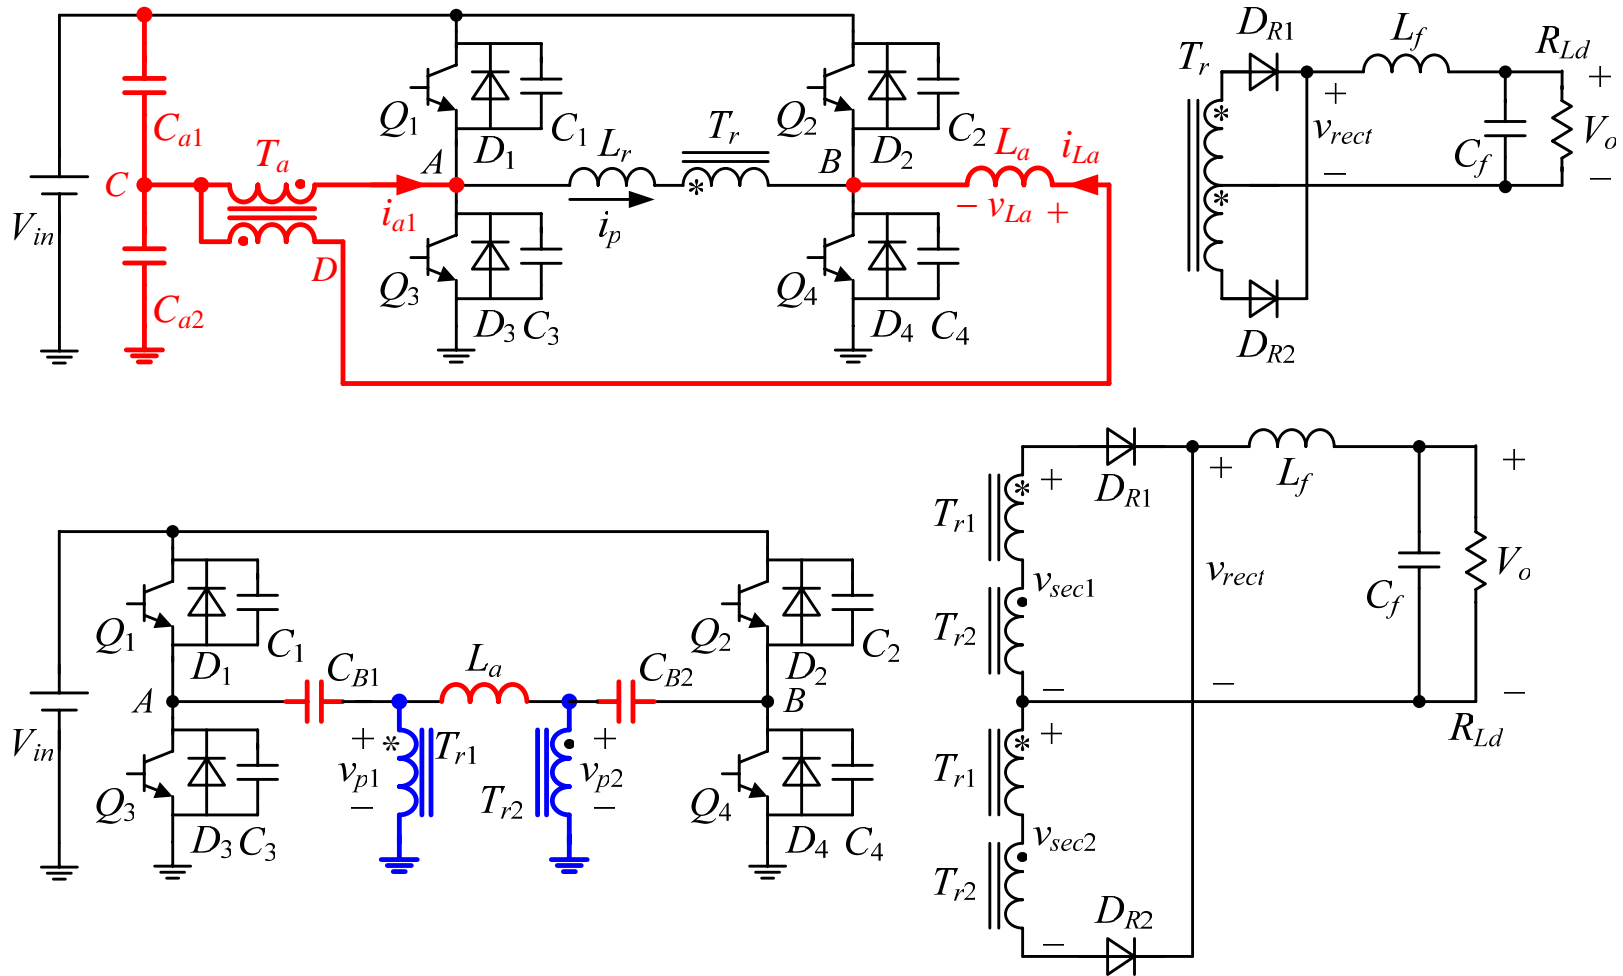 D_R1
L_f
R_Ld
T_r
+
+
Q_1
C_1
T_r
Q_2
C_2
L_a
i_La
v_rect
V_o
C_a1
T_a
A
D_1
L_r
B
D_2
C_f
C
*
− v_La +
−
−
V_in
i_a1
i_p
*
*
D
Q_3
Q_4
C_a2
D_3
C_3
D_4
C_4
D_R2
+
D_R1
+
L_f
+
T_r1
*
v_rect
V_o
v_sec1
C_f
Q_1
C_1
Q_2
C_2
T_r2
D_1
C_B1
L_a
C_B2
D_2
−
−
−
A
B
R_Ld
V_in
+
*
T_r1
+
*
+
v_p1
v_p2
T_r1
Q_3
−
T_r2
−
Q_4
v_sec2
D_3
C_3
D_4
C_4
T_r2
−
D_R2